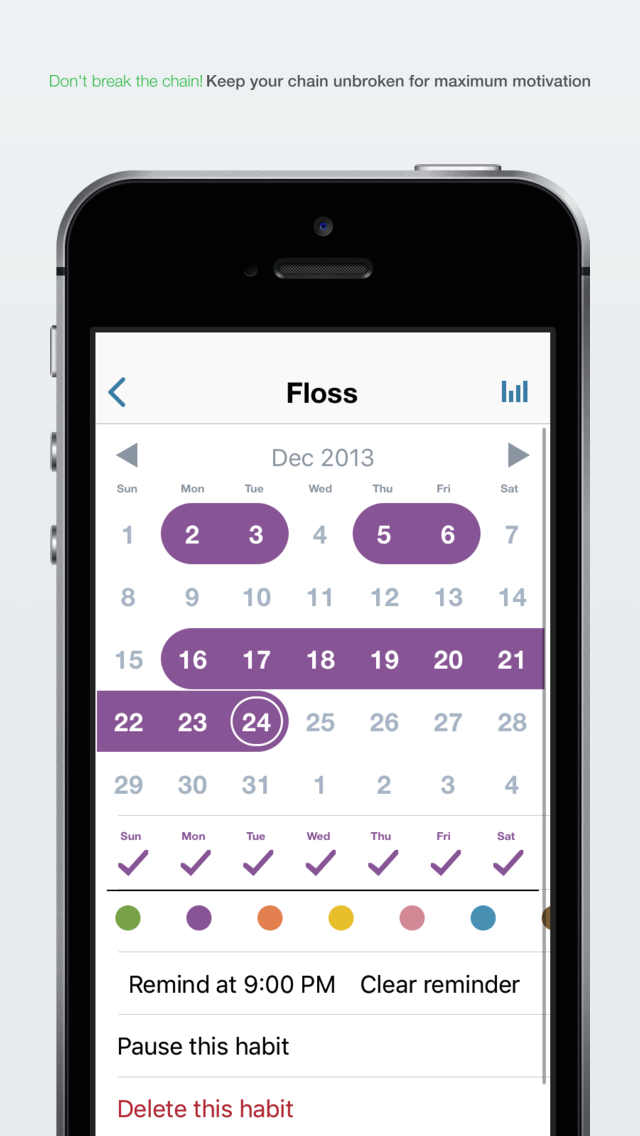 Don't break the chain! Keep your chain unbroken for maximum motivation
Floss
Dec 2013
Sun Mon Tue Wed Thu Fri Sat
1 2 3 4 5 6 7
8 9 10 11 12 13 14
15 16 17 18 19 20 21
22 23 24 25 26 27 28
29 30 31 1 2 3 4
Sun Mon Tue Wed Thu Fri Sat
Remind at 9:00 PM Clear reminder
Pause this habit
Delete this habit